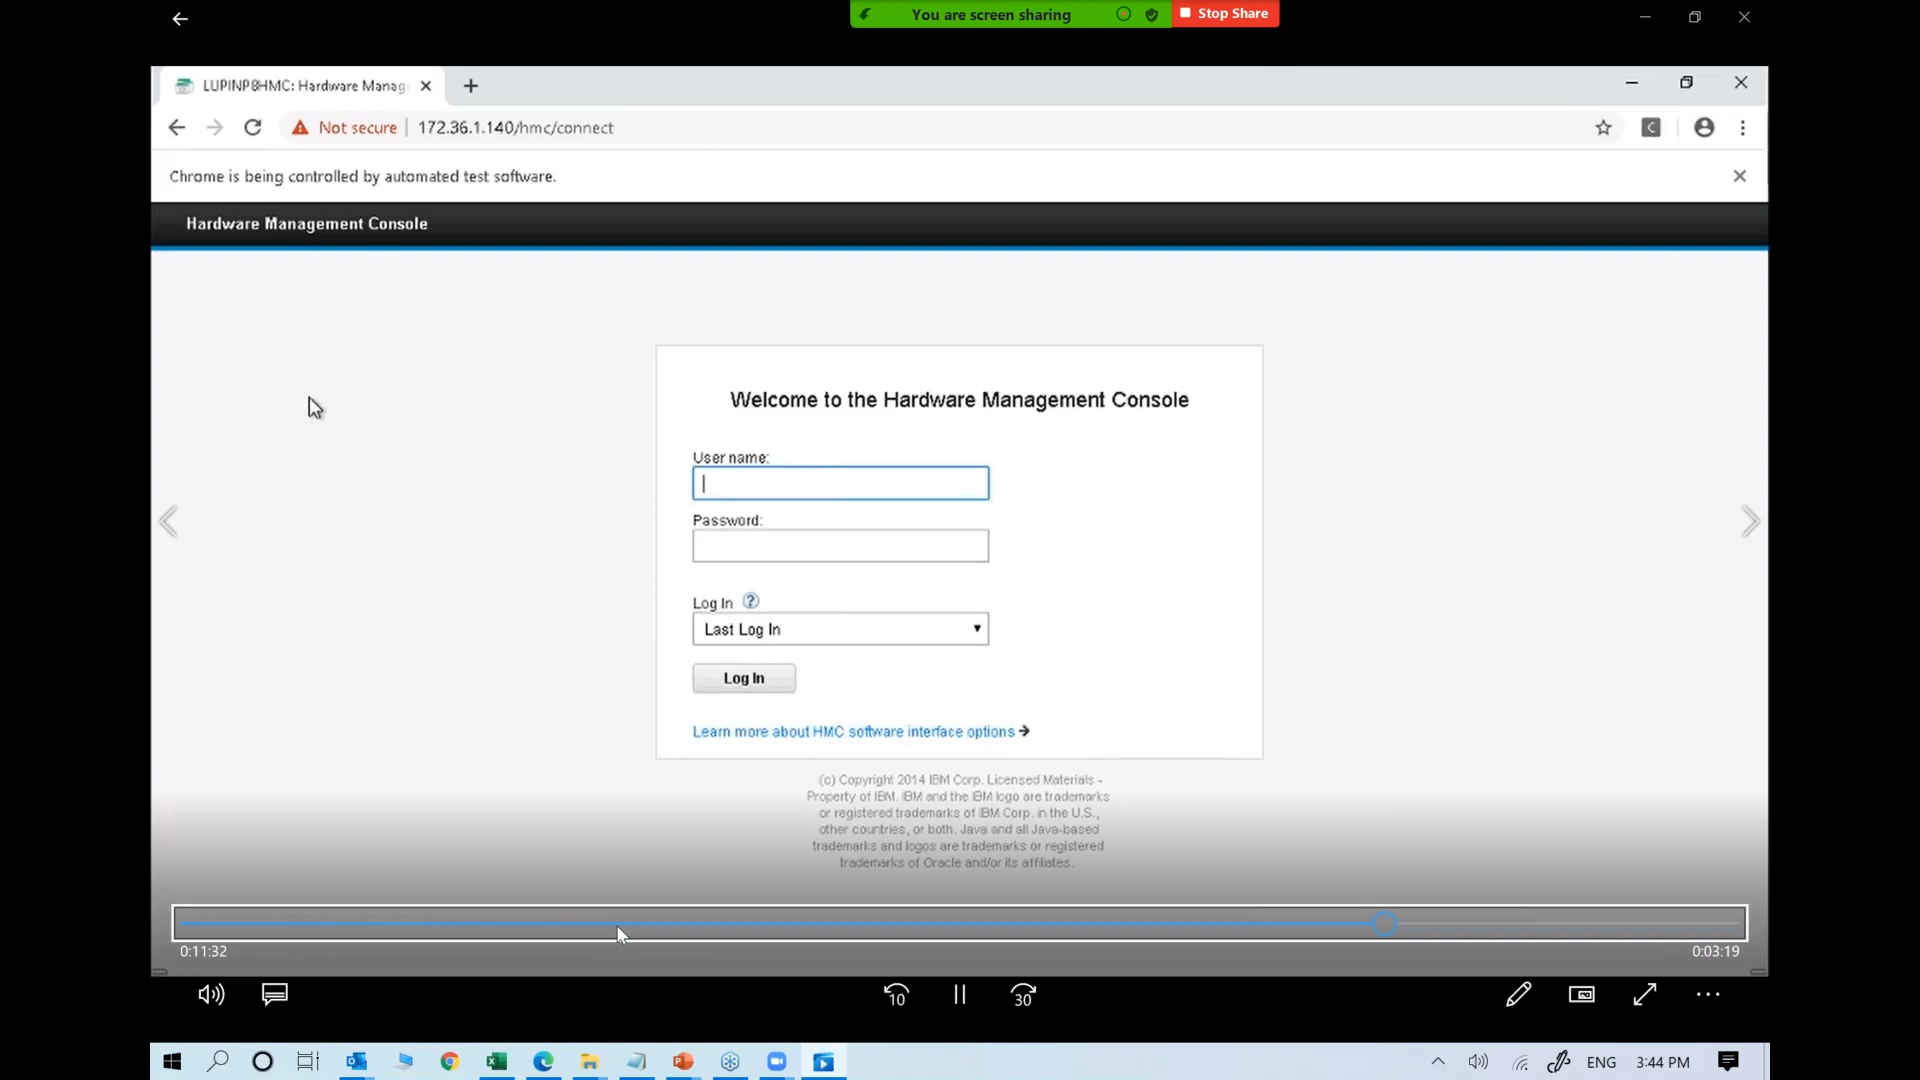 You are screen sharing
Stop Share
LUPINP8HMC: Hardware Manag
Not secure
172.36.1.140/hmc/connect
Chrome is being controlled by automated test software.
Hardware Management Console
Welcome to the Hardware Management Console
User name:
Password:
Log In ?
Last Log In
Log In
Learn more about HMC software interface options
(c) Copyright 2014 IBM Corp. Licensed Materials -
Property of IBM. IBM and the IBM logo are trademarks
or registered trademarks of IBM Corp. in the U.S.,
other countries, or both. Java and all Java-based
trademarks and logos are trademarks or registered
trademarks of Oracle and/or its affiliates.
0:11:32
0:03:19
10
30
ENG
3:44 PM